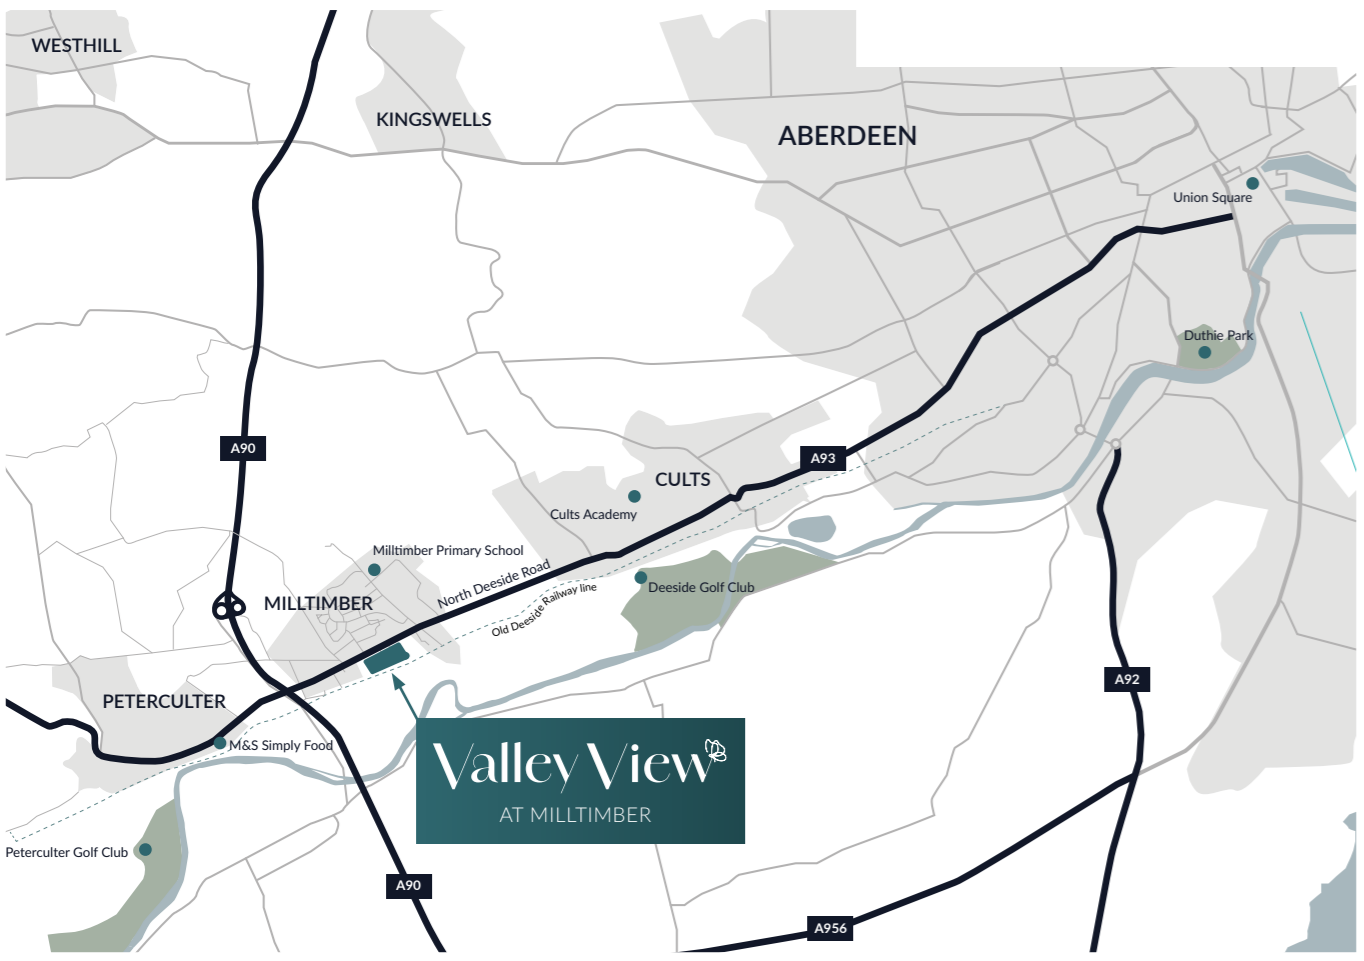 WESTHILL
KINGSWELLS
ABERDEEN
Union Square
Duthie Park
A90
A93
CULTS
Cults Academy
Milltimber Primary School
North Deeside Road
Deeside Golf Club
Old Deeside Railway line
MILLTIMBER
A92
PETERCULTER
M&S Simply Food
Valley View
AT MILLTIMBER
Peterculter Golf Club
A90
A956